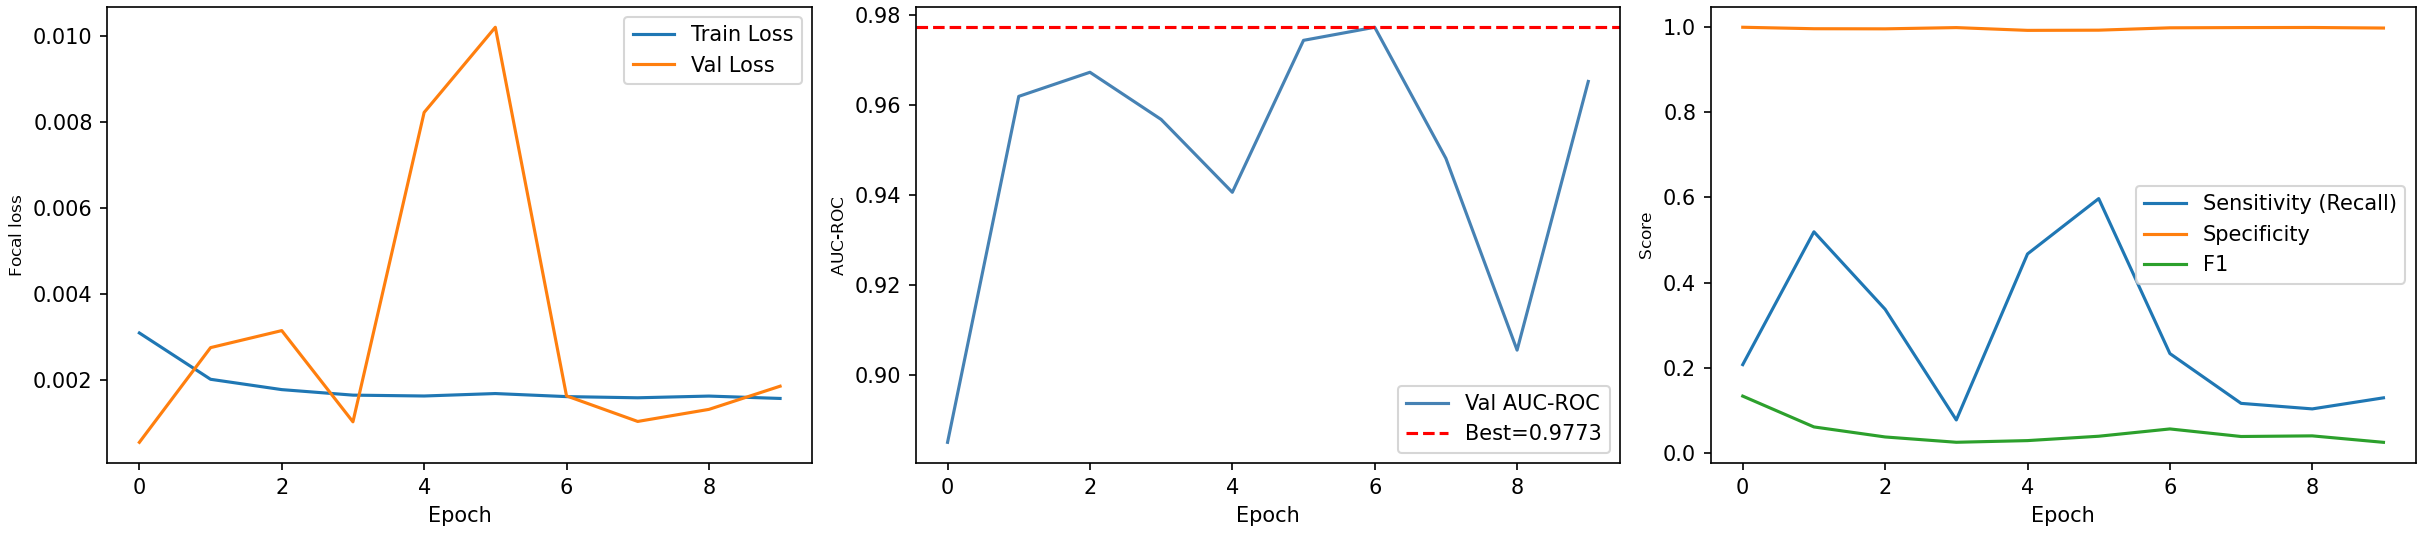 Focal loss
0.010
0.008
0.006
0.004
0.002
Train Loss
Val Loss
0 2 4 6 8
Epoch
AUC-ROC
0.98
0.96
0.94
0.92
0.90
Val AUC-ROC
Best=0.9773
0 2 4 6 8
Epoch
Score
1.0
0.8
0.6
0.4
0.2
0.0
Sensitivity (Recall)
Specificity
F1
0 2 4 6 8
Epoch